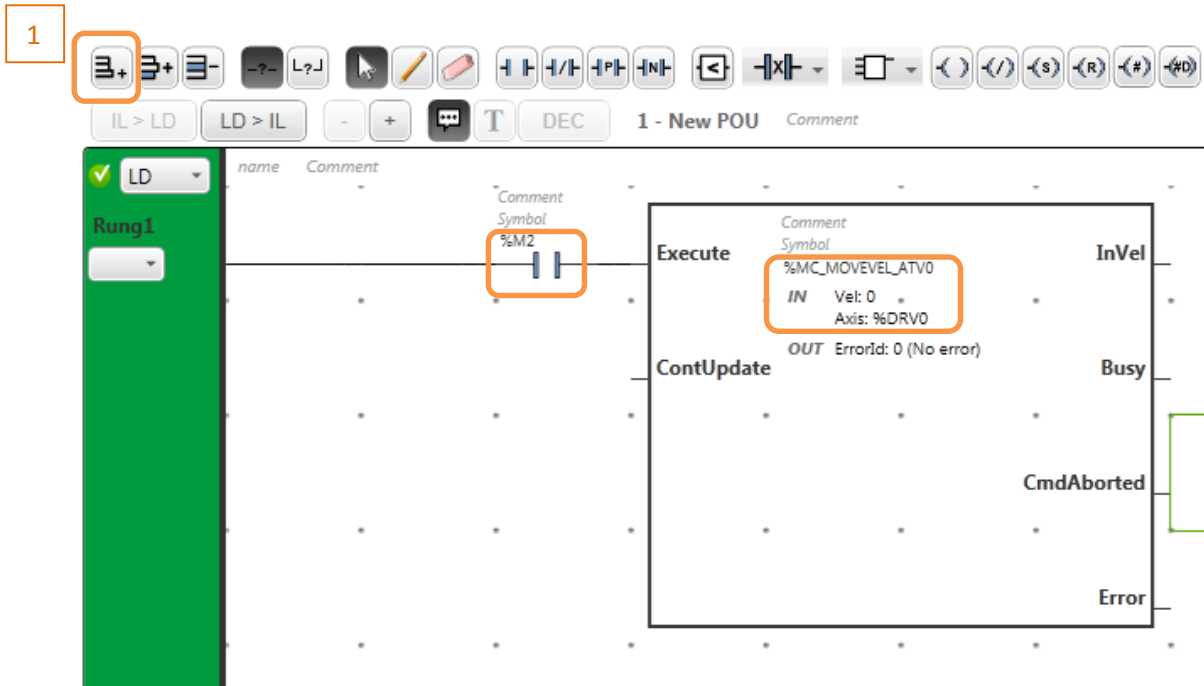 1
-?- L?J P N < X ( ) (/) (S) (R) (#) (#D)
IL > LD LD > IL - + T DEC 1 - New POU Comment
LD name Comment
Comment
Rung1 Symbol Comment
%M2 Symbol
Execute %MC_MOVEVEL_ATV0 InVel
IN Vel: 0
Axis: %DRV0
OUT ErrorId: 0 (No error)
ContUpdate Busy
CmdAborted
Error